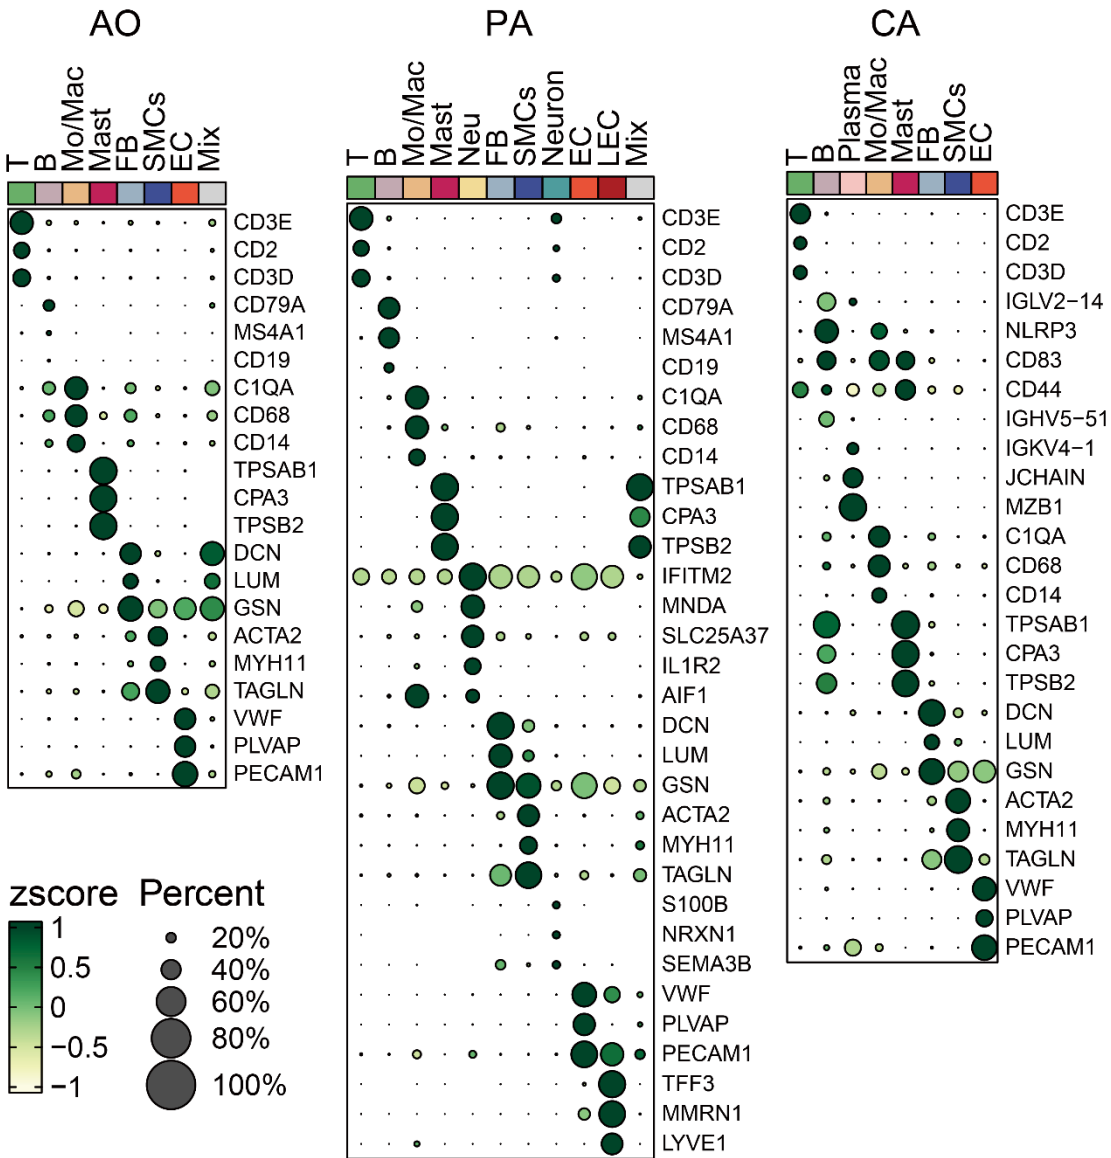 AO
T B Mo/Mac Mast FB SMCs EC Mix
CD3E
CD2
CD3D
CD79A
MS4A1
CD19
C1QA
CD68
CD14
TPSAB1
CPA3
TPSB2
DCN
LUM
GSN
ACTA2
MYH11
TAGLN
VWF
PLVAP
PECAM1
zscore
1
0.5
0
−0.5
−1
Percent
20%
40%
60%
80%
100%
PA
T B Mo/Mac Mast Neu FB SMCs Neuron EC LEC Mix
CD3E
CD2
CD3D
CD79A
MS4A1
CD19
C1QA
CD68
CD14
TPSAB1
CPA3
TPSB2
IFITM2
MNDA
SLC25A37
IL1R2
AIF1
DCN
LUM
GSN
ACTA2
MYH11
TAGLN
S100B
NRXN1
SEMA3B
VWF
PLVAP
PECAM1
TFF3
MMRN1
LYVE1
CA
T B Plasma Mo/Mac Mast FB SMCs EC
CD3E
CD2
CD3D
IGLV2−14
NLRP3
CD83
CD44
IGHV5−51
IGKV4−1
JCHAIN
MZB1
C1QA
CD68
CD14
TPSAB1
CPA3
TPSB2
DCN
LUM
GSN
ACTA2
MYH11
TAGLN
VWF
PLVAP
PECAM1